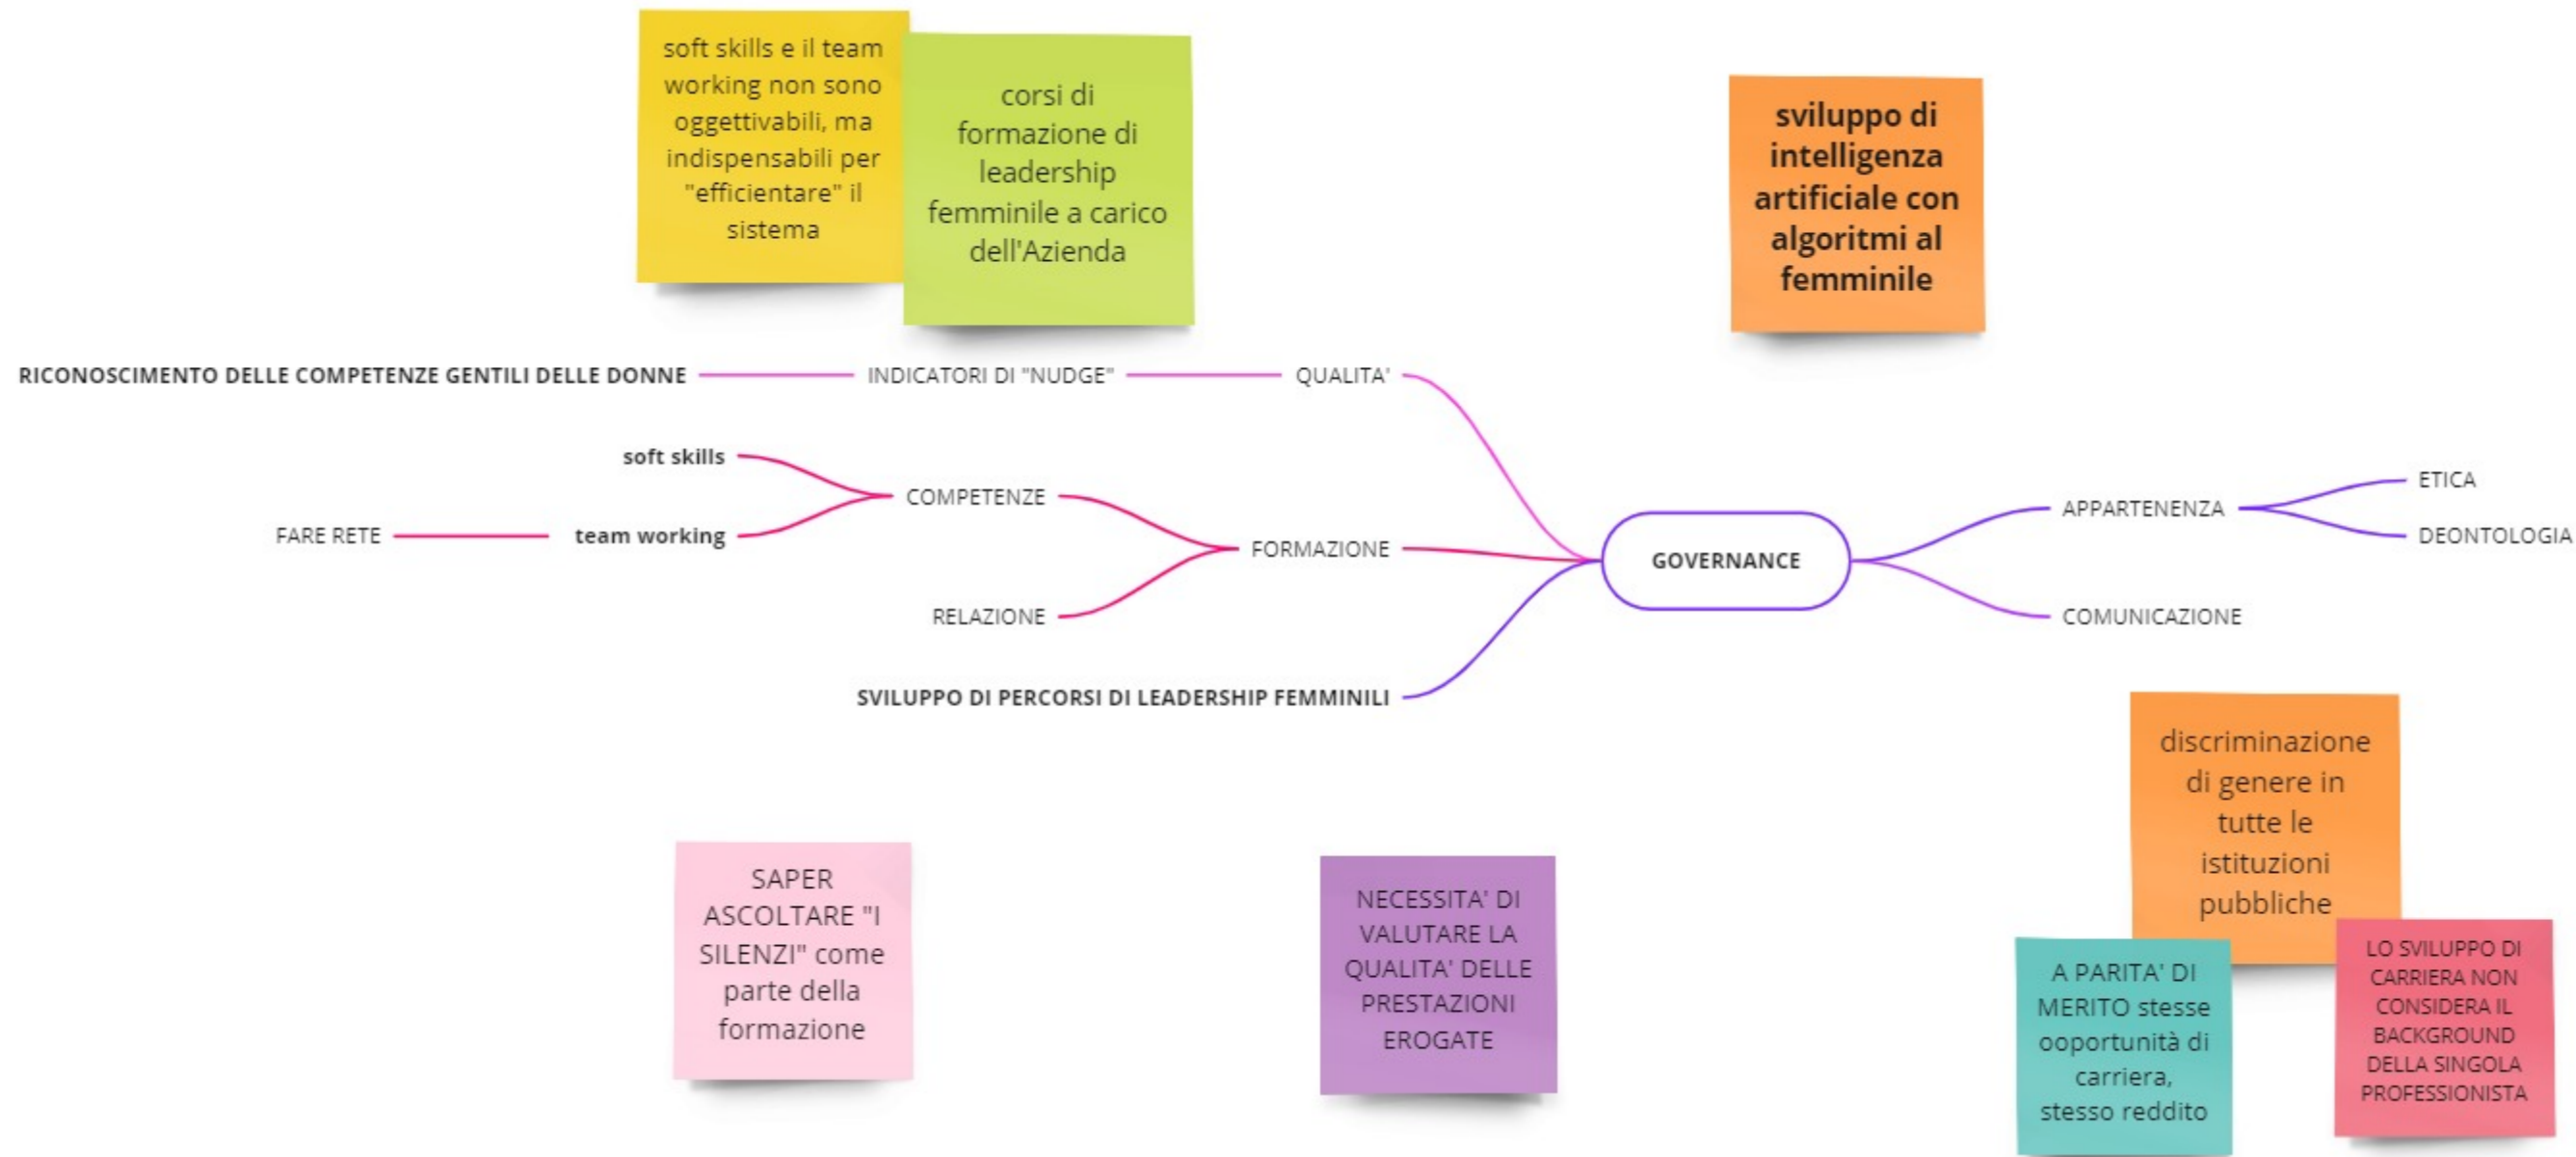 soft skills e il team
working non sono
oggettivabili, ma
indispensabili per
"efficientare" il
sistema
corsi di
formazione di
leadership
femminile a carico
dell'Azienda
sviluppo di
intelligenza
artificiale con
algoritmi al
femminile
RICONOSCIMENTO DELLE COMPETENZE GENTILI DELLE DONNE
INDICATORI DI "NUDGE"
QUALITA'
soft skills
COMPETENZE
FARE RETE
team working
FORMAZIONE
RELAZIONE
SVILUPPO DI PERCORSI DI LEADERSHIP FEMMINILI
GOVERNANCE
APPARTENENZA
ETICA
DEONTOLOGIA
COMUNICAZIONE
SAPER
ASCOLTARE "I
SILENZI" come
parte della
formazione
NECESSITA' DI
VALUTARE LA
QUALITA' DELLE
PRESTAZIONI
EROGATE
discriminazione
di genere in
tutte le
istituzioni
pubbliche
A PARITA' DI
MERITO stesse
ooportunità di
carriera,
stesso reddito
LO SVILUPPO DI
CARRIERA NON
CONSIDERA IL
BACKGROUND
DELLA SINGOLA
PROFESSIONISTA